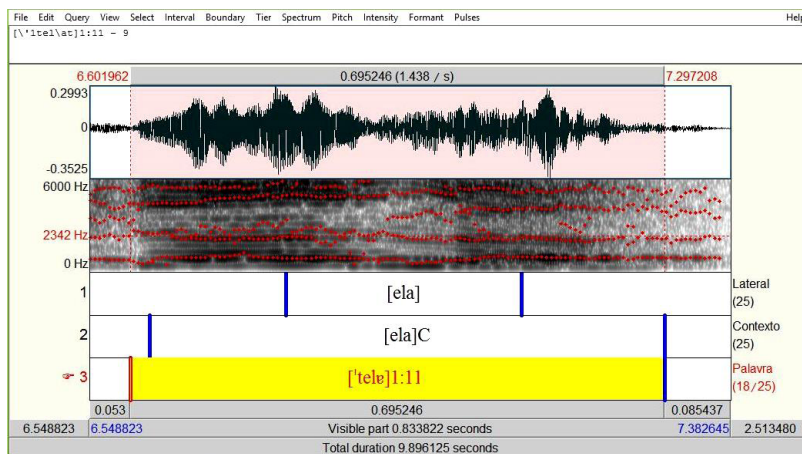 File Edit Query View Select Interval Boundary Tier Spectrum Pitch Intensity Formant Pulses Help
[\'1tel\at]1:11 - 9
6.601962 0.695246 (1.438 / s) 7.297208
0.2993
0
-0.3525
6000 Hz
2342 Hz
0 Hz
1 [ela] Lateral (25)
2 [ela]C Contexto (25)
☞ 3 [ˈtelɐ]1:11 Palavra (18/25)
0.053 0.695246 0.085437
6.548823 6.548823 Visible part 0.833822 seconds 7.382645 2.513480
Total duration 9.896125 seconds